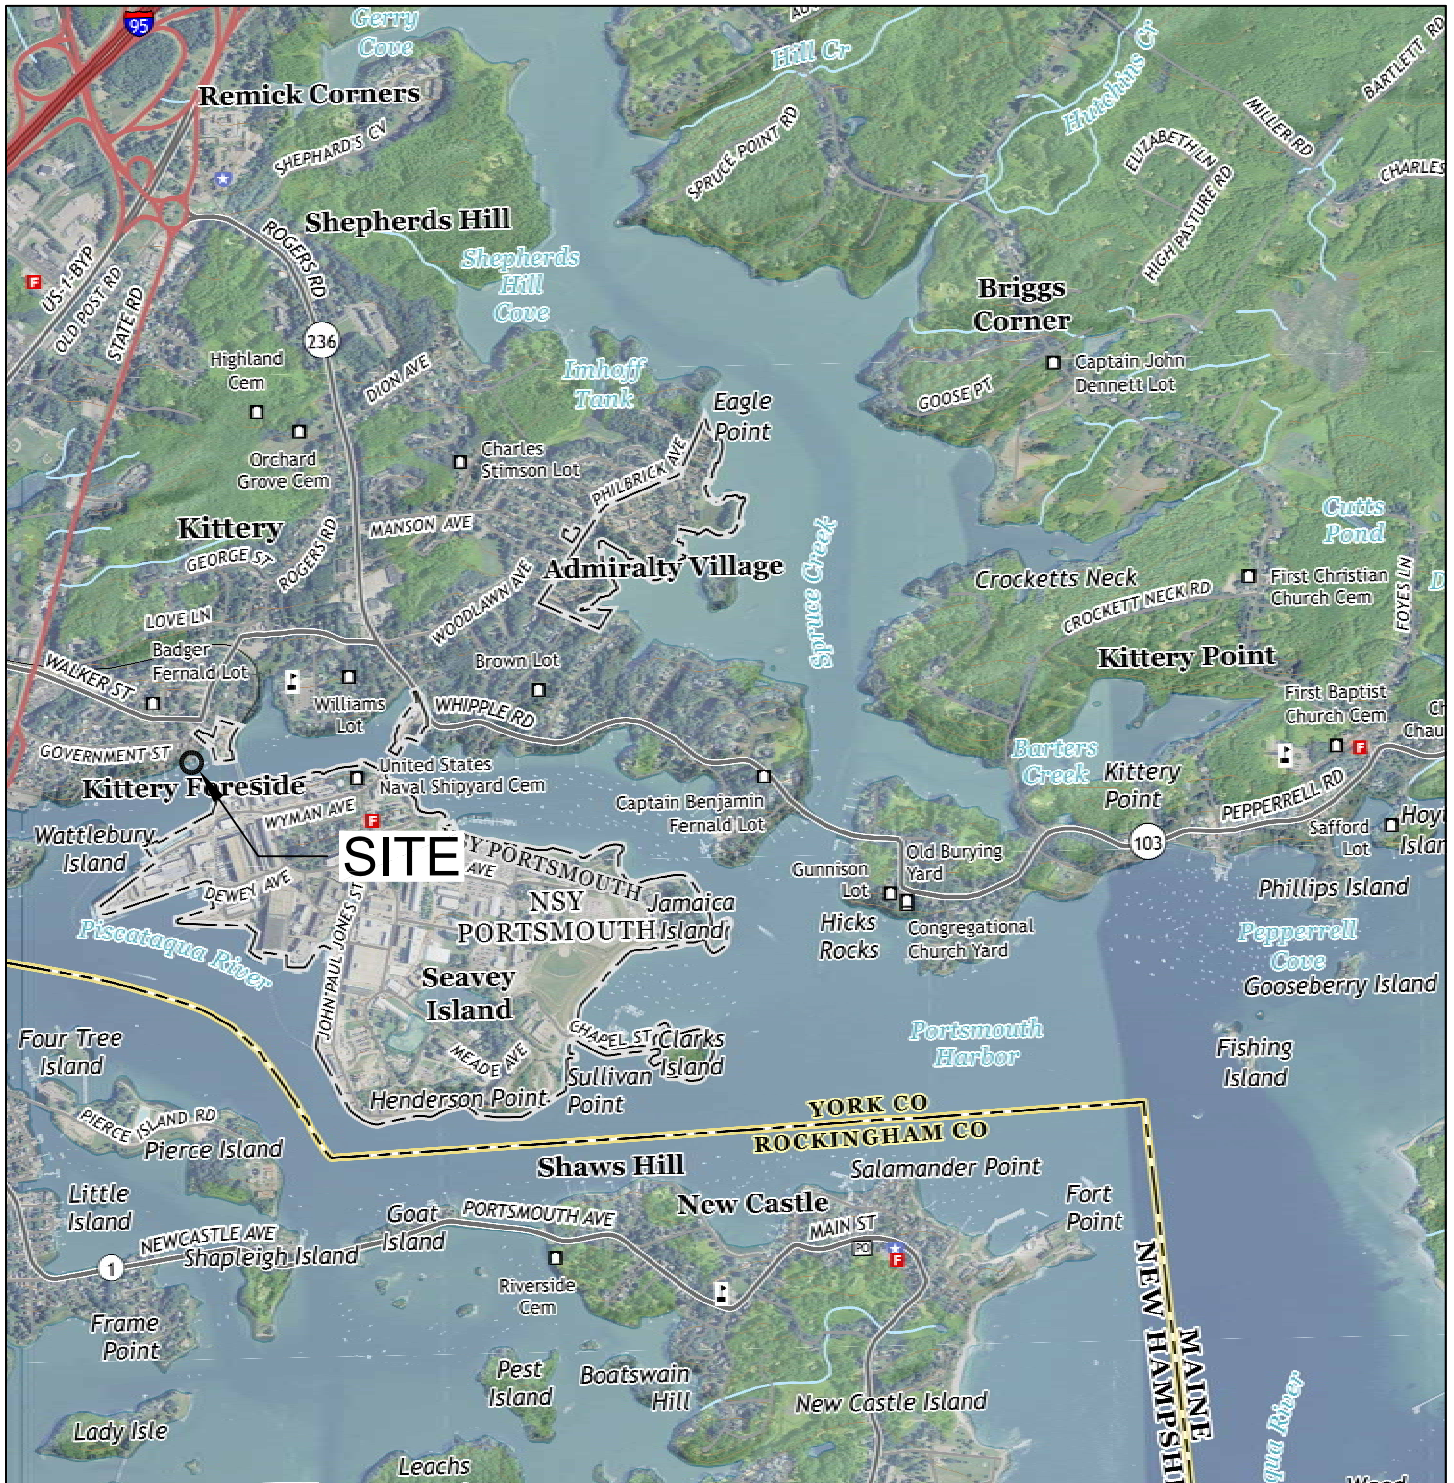 95
Gerry
Cove
Hill Cr
Hutchins Cr
BARTLETT RD
Remick Corners
SHEPHARD'S CV
SPRUCE POINT RD
MILLER RD
ELIZABETH LN
HIGH PASTURE RD
CHARLES
Shepherds Hill
ROGERS RD
Shepherds
Hill
Cove
F
US-1-BYP
OLD POST RD
STATE RD
236
Briggs
Corner
Highland
Cem
DION AVE
Imhoff
Tank
Captain John
Dennett Lot
GOOSE PT
Eagle
Point
Orchard
Grove Cem
Charles
Stimson Lot
PHILBRICK AVE
Kittery
GEORGE ST
ROGERS RD
MANSON AVE
WOODLAWN AVE
Admiralty Village
Spruce Creek
Cutts
Pond
Crocketts Neck
CROCKETT NECK RD
First Christian
Church Cem
FOYES LN
LOVE LN
Badger
Fernald Lot
WALKER ST
Williams
Lot
Brown Lot
WHIPPLE RD
Kittery Point
First Baptist
Church Cem
F
GOVERNMENT ST
Kittery Foreside
United States
Naval Shipyard Cem
WYMAN AVE
F
Captain Benjamin
Fernald Lot
Barters
Creek
Kittery
Point
PEPPERRELL RD
103
Safford
Lot
Wattlebury
Island
SITE
DEWEY AVE
AVE
Y PORTSMOUTH
NSY
PORTSMOUTH
Jamaica
Island
Gunnison
Lot
Old Burying
Yard
Hicks
Rocks
Congregational
Church Yard
Phillips Island
Pepperrell
Cove
Gooseberry Island
Piscataqua River
JOHN PAUL JONES ST
Seavey
Island
CHAPEL ST
Clarks
Island
MEADE AVE
Sullivan
Point
Henderson Point
Portsmouth
Harbor
Fishing
Island
Four Tree
Island
PIERCE ISLAND RD
Pierce Island
YORK CO
ROCKINGHAM CO
Shaws Hill
Salamander Point
Little
Island
NEWCASTLE AVE
Shapleigh Island
Goat
Island
PORTSMOUTH AVE
New Castle
MAIN ST
PO
F
Fort
Point
1
Riverside
Cem
Frame
Point
Pest
Island
Boatswain
Hill
New Castle Island
Lady Isle
Leachs
MAINE
NEW HAMPSHI
qua River